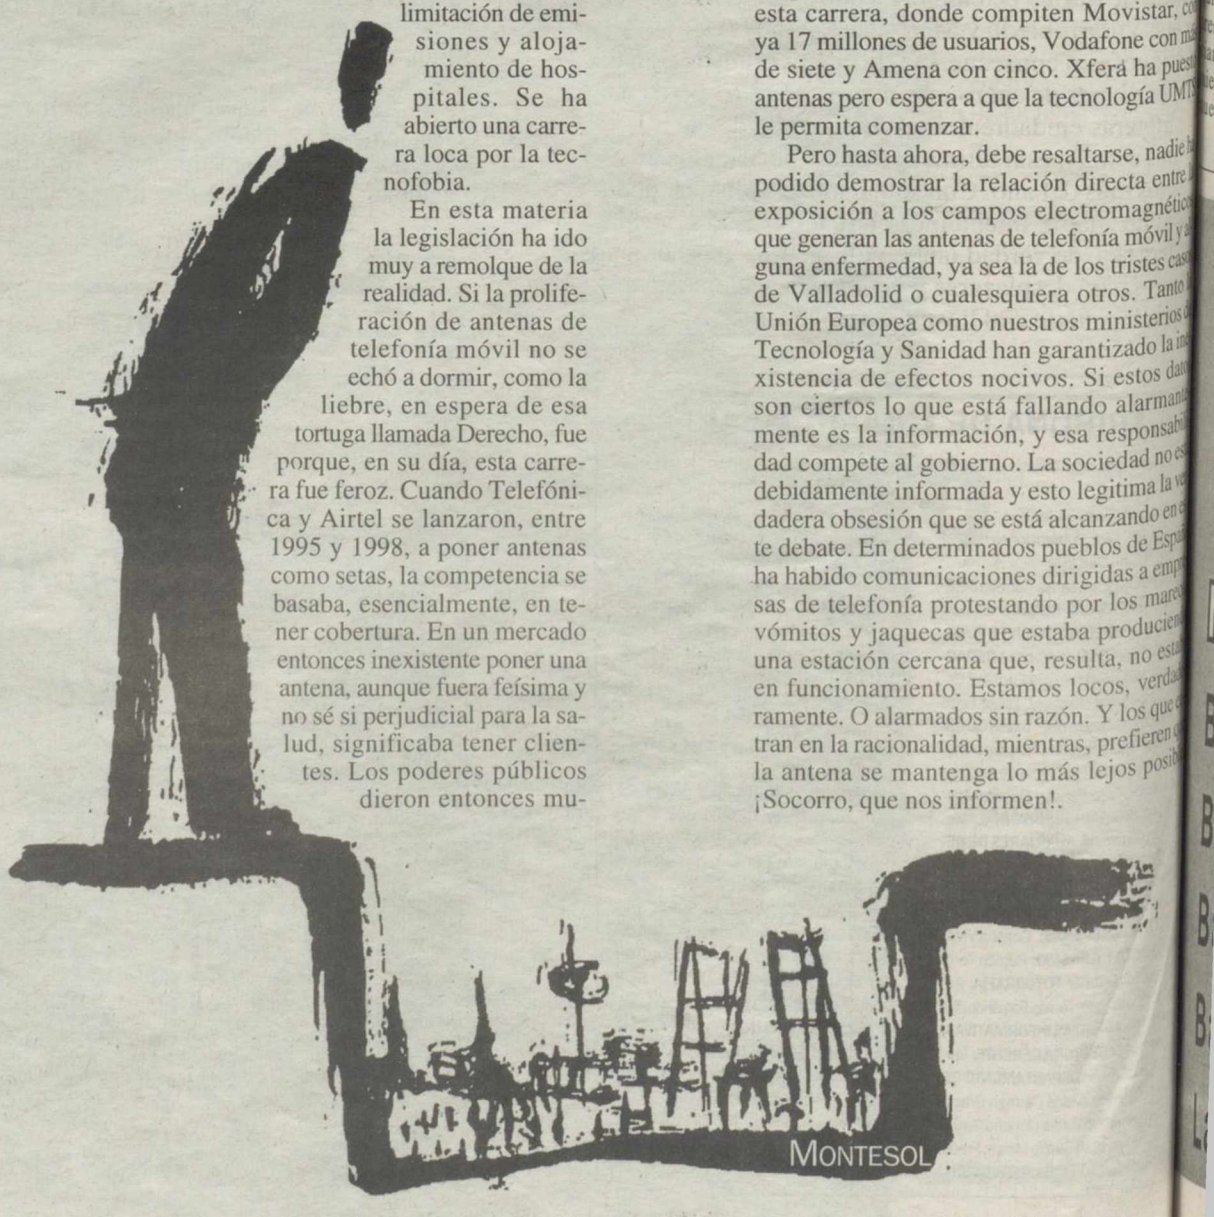 limitación de emi-
siones y aloja-
miento de hos-
pitales. Se ha
abierto una carre-
ra loca por la tec-
nofobia.
En esta materia
la legislación ha ido
muy a remolque de la
realidad. Si la prolife-
ración de antenas de
telefonía móvil no se
echó a dormir, como la
liebre, en espera de esa
tortuga llamada Derecho, fue
porque, en su día, esta carre-
ra fue feroz. Cuando Telefóni-
ca y Airtel se lanzaron, entre
1995 y 1998, a poner antenas
como setas, la competencia se
basaba, esencialmente, en te-
ner cobertura. En un mercado
entonces inexistente poner una
antena, aunque fuera feísima y
no sé si perjudicial para la sa-
lud, significaba tener clien-
tes. Los poderes públicos
dieron entonces mu-
esta carrera, donde compiten Movistar,
ya 17 millones de usuarios, Vodafone con
de siete y Amena con cinco. Xfera ha
antenas pero espera a que la tecnología UMTS
le permita comenzar.
Pero hasta ahora, debe resaltarse, nadie
podido demostrar la relación directa entre
exposición a los campos
que generan las antenas de telefonía móvil y
guna enfermedad, ya sea la de los tristes
de Valladolid o cualesquiera otros. Tanto
Unión Europea como nuestros ministerios
Tecnología y Sanidad han garantizado la
xistencia de efectos nocivos. Si estos
son ciertos lo que está fallando
mente es la información, y esa
dad compete al gobierno. La sociedad no
debidamente informada y esto legitima la
dadera obsesión que se está alcanzando en
te debate. En determinados pueblos de
ha habido comunicaciones dirigidas a
sas de telefonía protestando por los
vómitos y jaquecas que estaba
una estación cercana que, resulta, no
en funcionamiento. Estamos locos,
ramente. O alarmados sin razón. Y los que
tran en la racionalidad, mientras, prefieren
la antena se mantenga lo más lejos
¡Socorro, que nos informen!.
MONTESOL